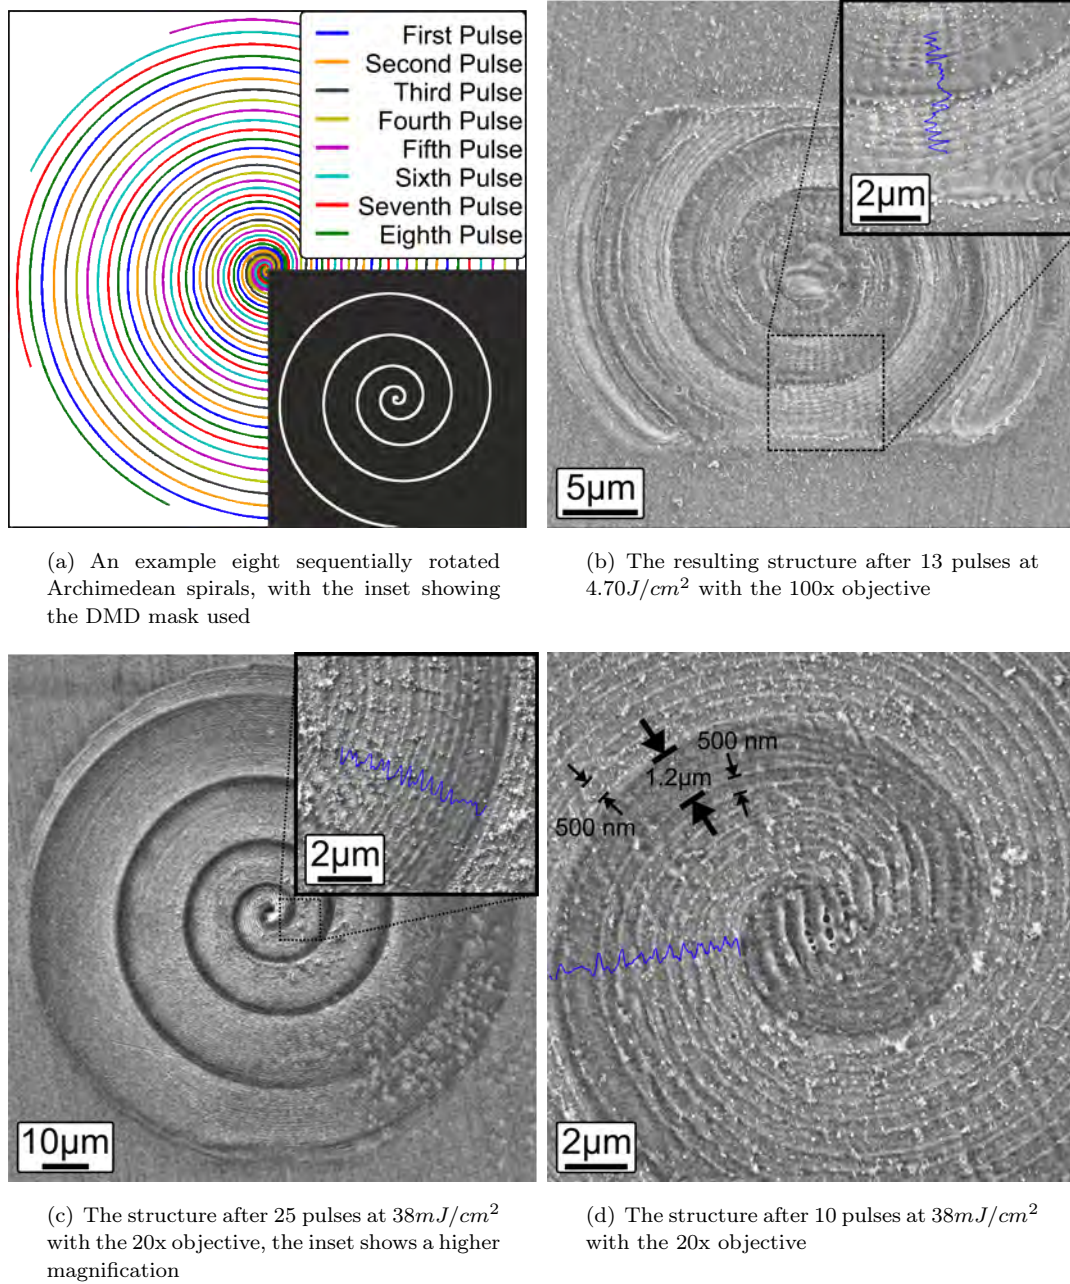 First Pulse
Second Pulse
Third Pulse
Fourth Pulse
Fifth Pulse
Sixth Pulse
Seventh Pulse
Eighth Pulse
2μm
5μm
(a) An example eight sequentially rotated
Archimedean spirals, with the inset showing
the DMD mask used
(b) The resulting structure after 13 pulses at
4.70J/cm² with the 100x objective
2μm
10μm
500 nm
1.2μm
500 nm
2μm
(c) The structure after 25 pulses at 38mJ/cm²
with the 20x objective, the inset shows a higher
magnification
(d) The structure after 10 pulses at 38mJ/cm²
with the 20x objective